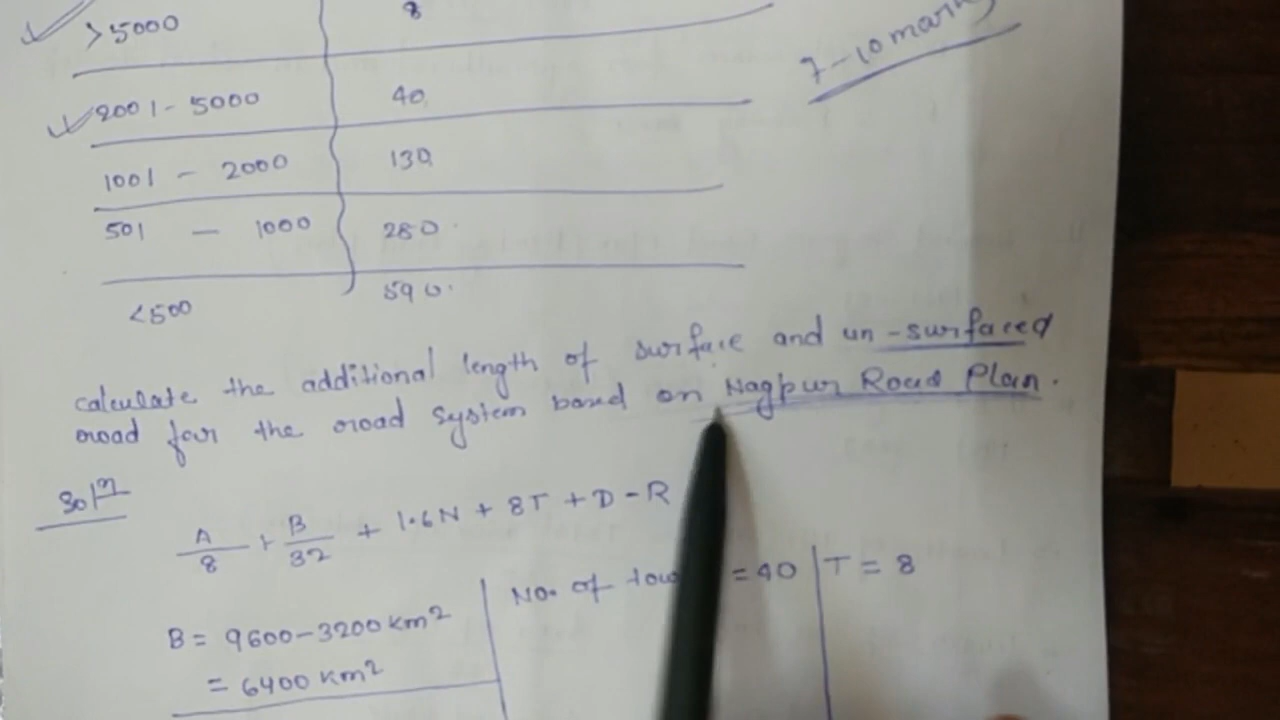 >5000 8
7-10 marks
2001 - 5000 40
1001 - 2000 130
501 - 1000 280
<500 590
calculate the additional length of surface and un-surfaced
road for the road system based on Nagpur Road Plan.
Sol^n
A/8 + B/32 + 1.6N + 8T + D - R
B = 9600-3200 km²
= 6400 km²
No. of = 40
T = 8